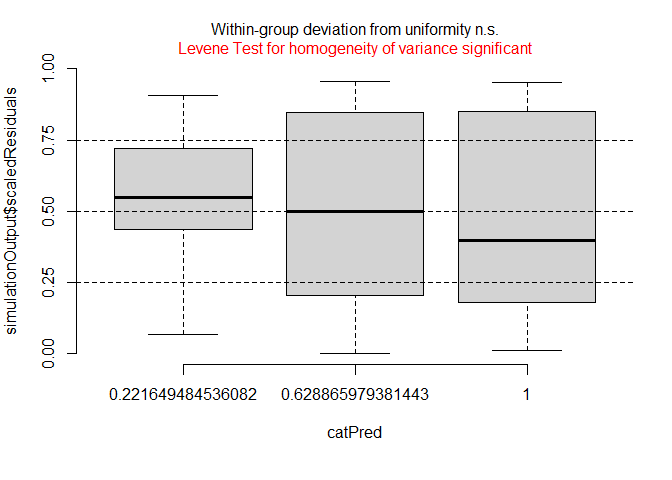 Within-group deviation from uniformity n.s.
Levene Test for homogeneity of variance significant
simulationOutput$scaledResiduals
1.00
0.75
0.50
0.25
0.00
0.221649484536082 0.628865979381443 1
catPred